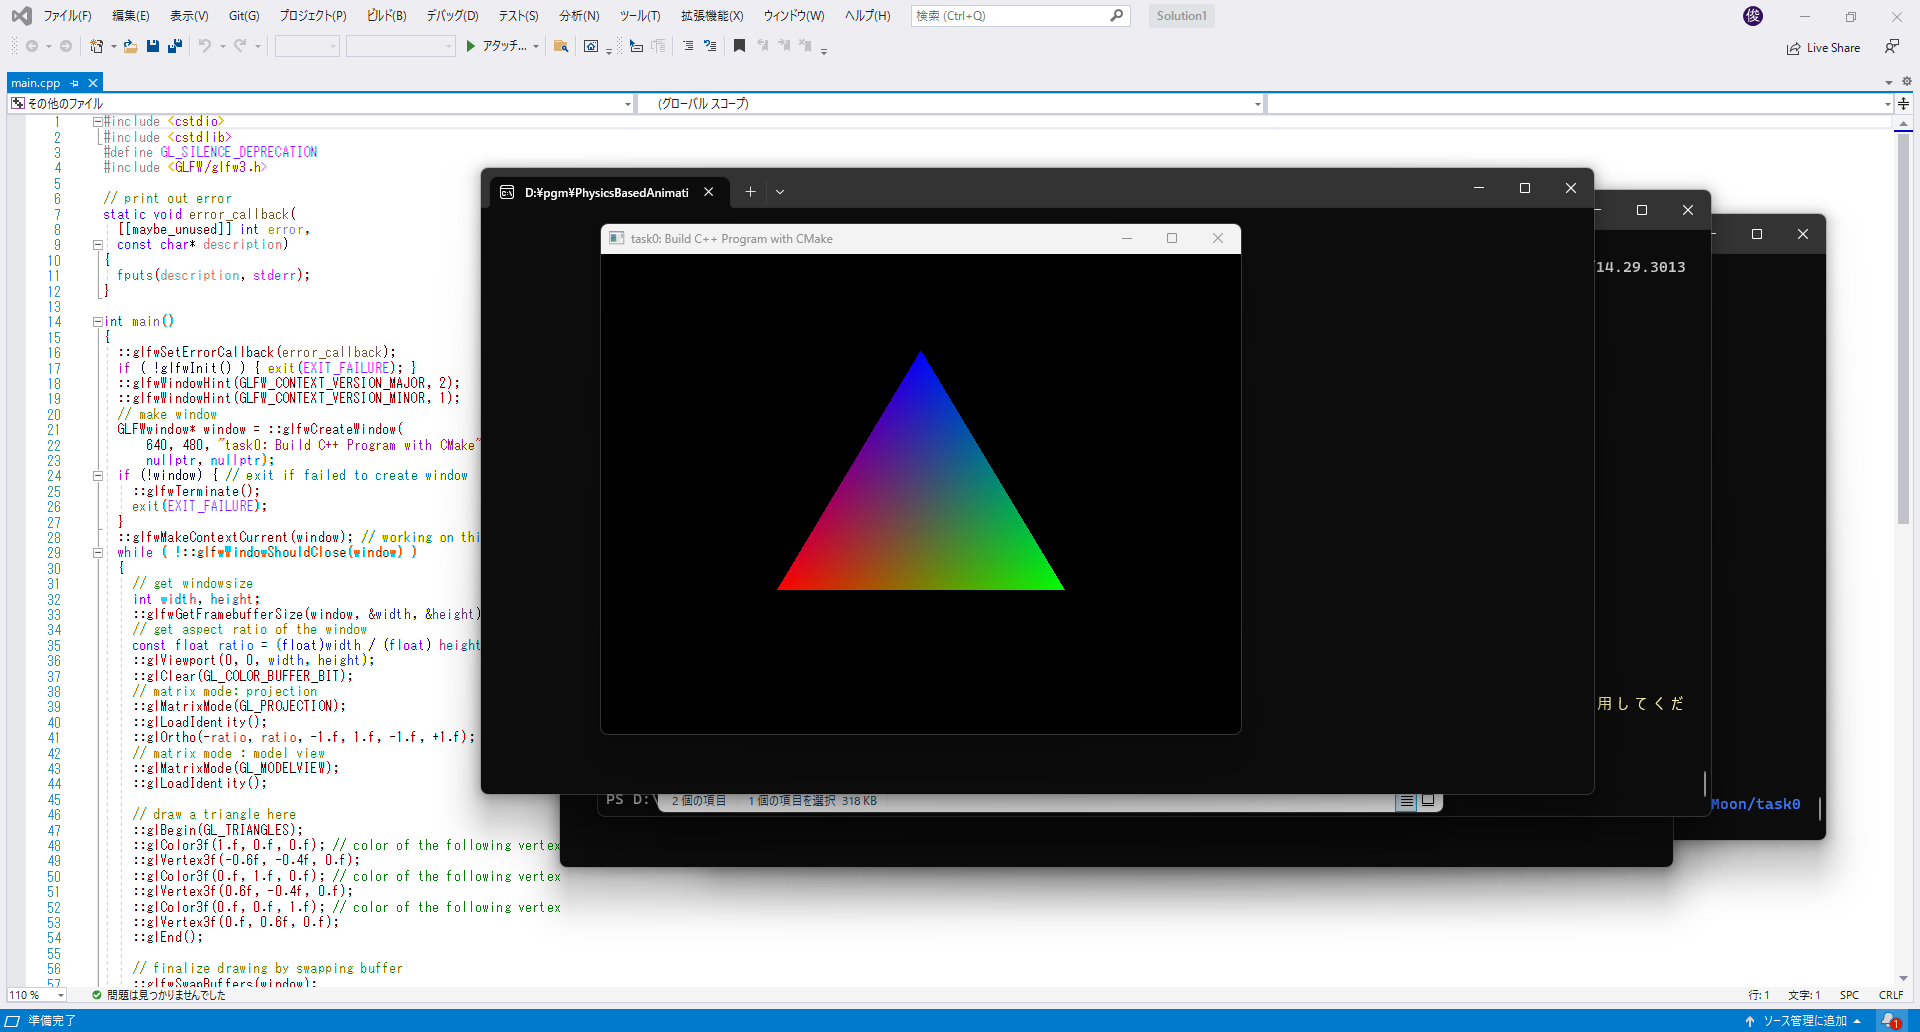 ファイル(F) 編集(E) 表示(V) Git(G) プロジェクト(P) ビルド(B) デバッグ(D) テスト(S) 分析(N) ツール(T) 拡張機能(X) ウィンドウ(W) ヘルプ(H) 検索 (Ctrl+Q) Solution1 俊
アタッチ... Live Share
main.cpp
その他のファイル (グローバル スコープ)
1 #include <cstdio>
2 #include <cstdlib>
3 #define GL_SILENCE_DEPRECATION
4 #include <GLFW/glfw3.h>
5
6 // print out error
7 static void error_callback(
8 [[maybe_unused]] int error,
9 const char* description)
10 {
11 fputs(description, stderr);
12 }
13
14 int main()
15 {
16 ::glfwSetErrorCallback(error_callback);
17 if ( !glfwInit() ) { exit(EXIT_FAILURE); }
18 ::glfwWindowHint(GLFW_CONTEXT_VERSION_MAJOR, 2);
19 ::glfwWindowHint(GLFW_CONTEXT_VERSION_MINOR, 1);
20 // make window
21 GLFWwindow* window = ::glfwCreateWindow(
22 640, 480, "task0: Build C++ Program with CMake"
23 nullptr, nullptr);
24 if (!window) { // exit if failed to create window
25 ::glfwTerminate();
26 exit(EXIT_FAILURE);
27 }
28 ::glfwMakeContextCurrent(window); // working on thi
29 while ( !::glfwWindowShouldClose(window) )
30 {
31 // get windowsize
32 int width, height;
33 ::glfwGetFramebufferSize(window, &width, &height)
34 // get aspect ratio of the window
35 const float ratio = (float)width / (float) height
36 ::glViewport(0, 0, width, height);
37 ::glClear(GL_COLOR_BUFFER_BIT);
38 // matrix mode: projection
39 ::glMatrixMode(GL_PROJECTION);
40 ::glLoadIdentity();
41 ::glOrtho(-ratio, ratio, -1.f, 1.f, -1.f, +1.f);
42 // matrix mode : model view
43 ::glMatrixMode(GL_MODELVIEW);
44 ::glLoadIdentity();
45
46 // draw a triangle here
47 ::glBegin(GL_TRIANGLES);
48 ::glColor3f(1.f, 0.f, 0.f); // color of the following vertex
49 ::glVertex3f(-0.6f, -0.4f, 0.f);
50 ::glColor3f(0.f, 1.f, 0.f); // color of the following vertex
51 ::glVertex3f(0.6f, -0.4f, 0.f);
52 ::glColor3f(0.f, 0.f, 1.f); // color of the following vertex
53 ::glVertex3f(0.f, 0.6f, 0.f);
54 ::glEnd();
55
56 // finalize drawing by swapping buffer
57 ::glfwSwapBuffers(window);
D:¥pgm¥PhysicsBasedAnimati
task0: Build C++ Program with CMake
14.29.3013
用してくだ
PS D:\
2 個の項目 1 個の項目を選択 318 KB
Moon/task0
110 % 問題は見つかりませんでした 行: 1 文字: 1 SPC CRLF
準備完了 ソース管理に追加 1